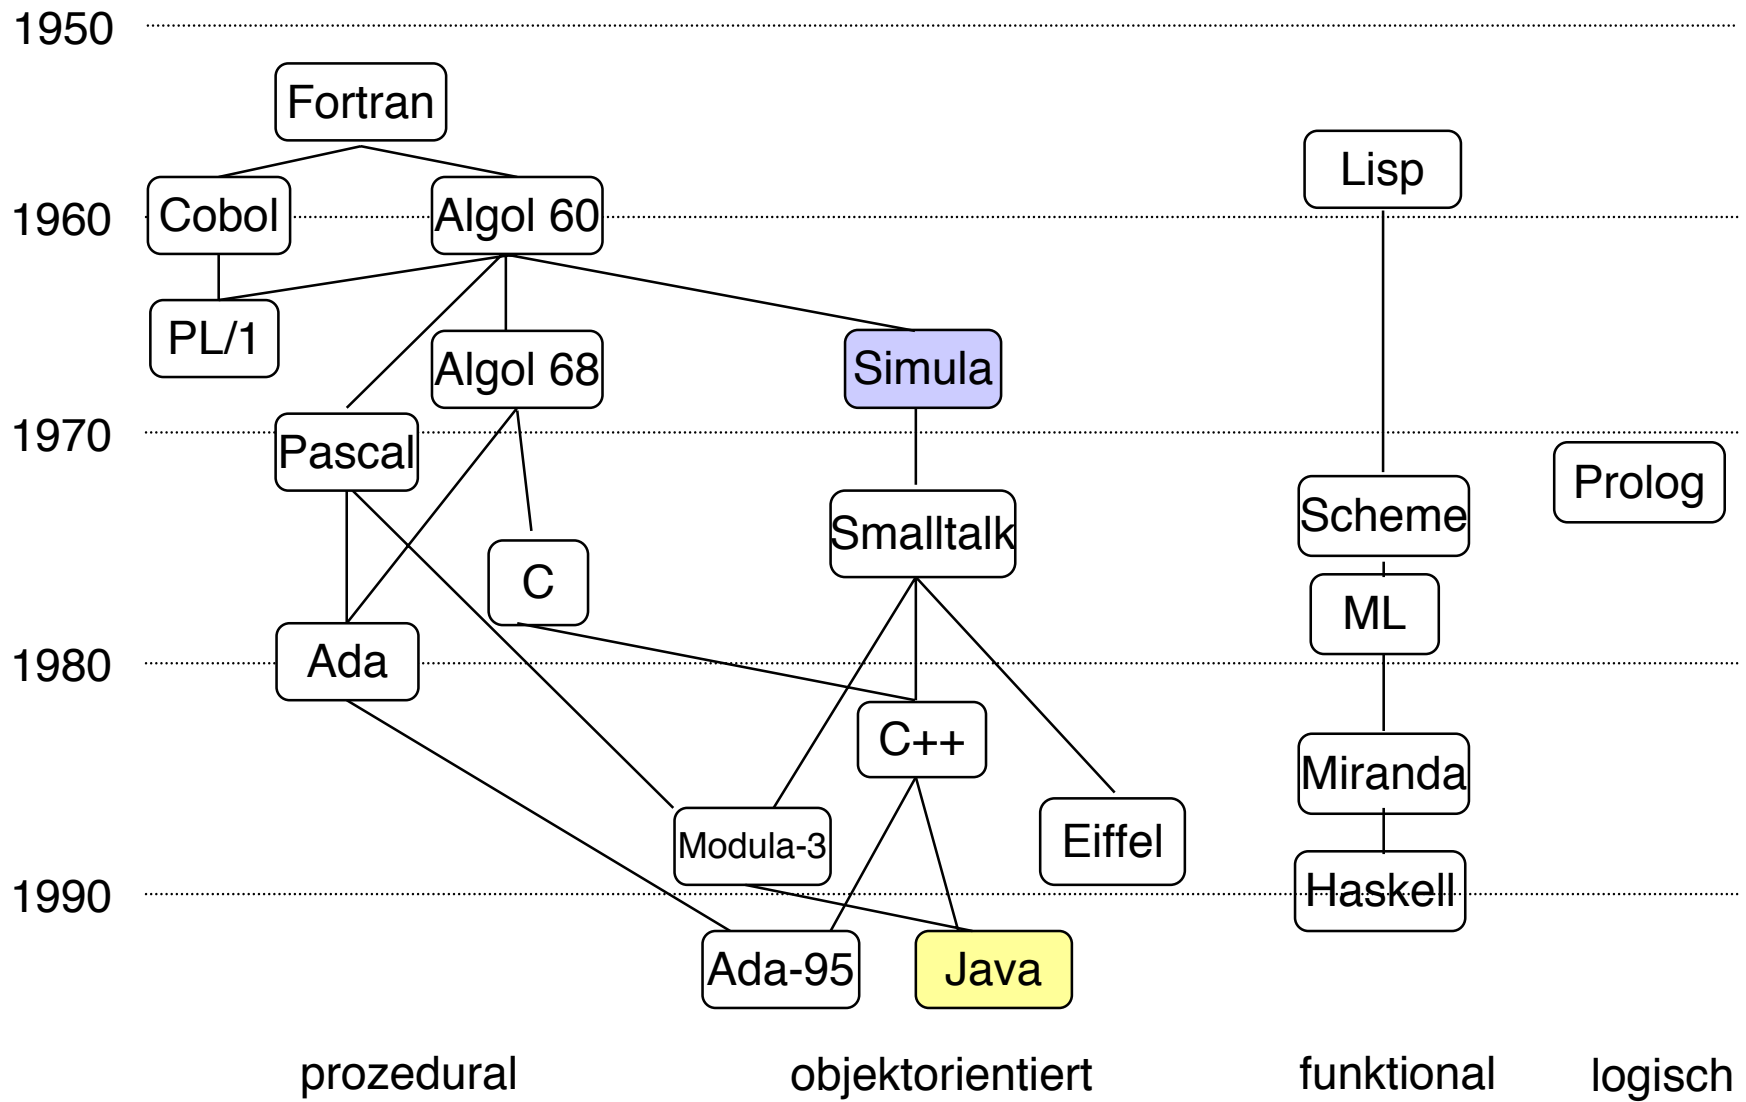 1950
Fortran
Lisp
1960
Cobol
Algol 60
PL/1
Algol 68
Simula
1970
Pascal
Prolog
Scheme
Smalltalk
C
ML
1980
Ada
C++
Miranda
Modula-3
Eiffel
1990
Haskell
Ada-95
Java
prozedural
objektorientiert
funktional
logisch